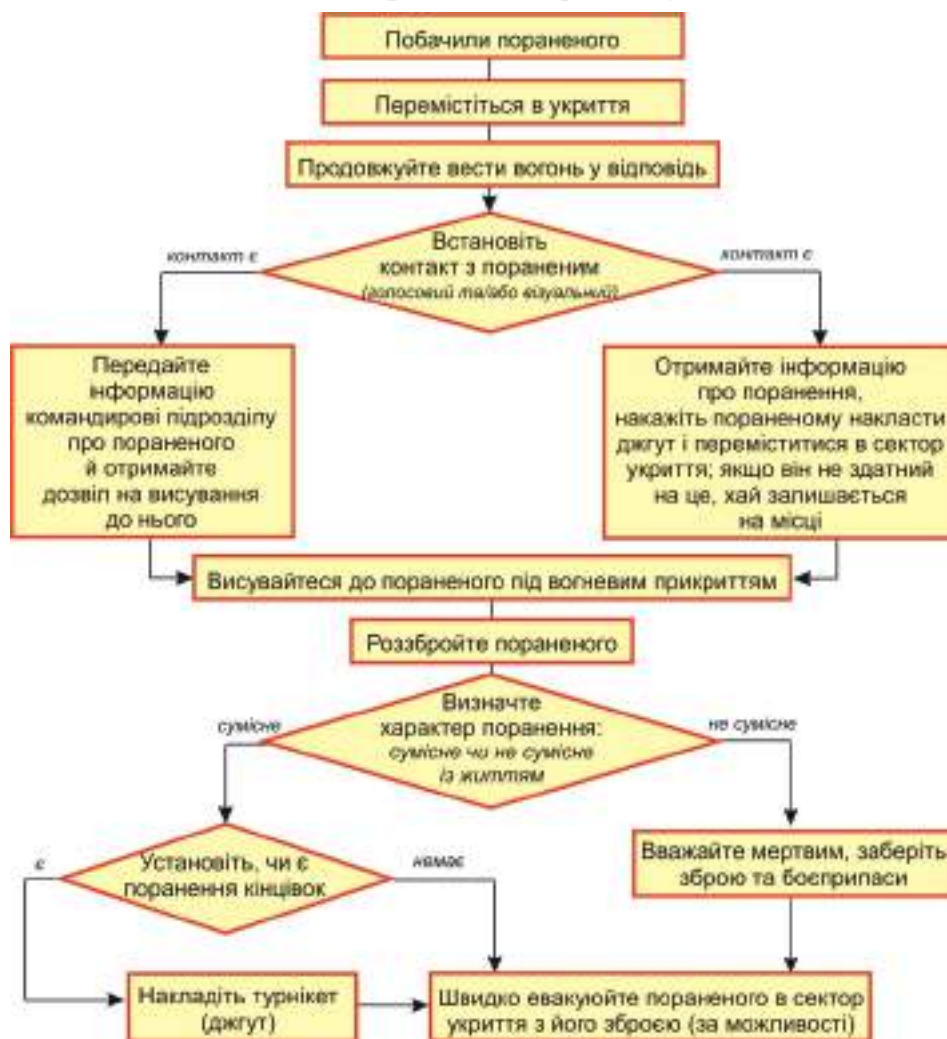 Побачили пораненого
Перемістіться в укриття
Продовжуйте вести вогонь у відповідь
Встановіть
контакт з пораненим
(голосовий та/або візуальний)
контакт є
контакт є
Передайте
інформацію
командирові підрозділу
про пораненого
й отримайте
дозвіл на висування
до нього
Отримайте інформацію
про поранення,
накажіть пораненому накласти
джгут і переміститися в сектор
укриття; якщо він не здатний
на це, хай залишається
на місці
Висувайтеся до пораненого під вогневим прикриттям
Роззбройте пораненого
Визначте
характер поранення:
сумісне чи не сумісне
із життям
сумісне
не сумісне
Установіть, чи є
поранення кінцівок
є
немає
Вважайте мертвим, заберіть
зброю та боєприпаси
Накладіть турнікет
(джгут)
Швидко евакуюйте пораненого в сектор
укриття з його зброєю (за можливості)